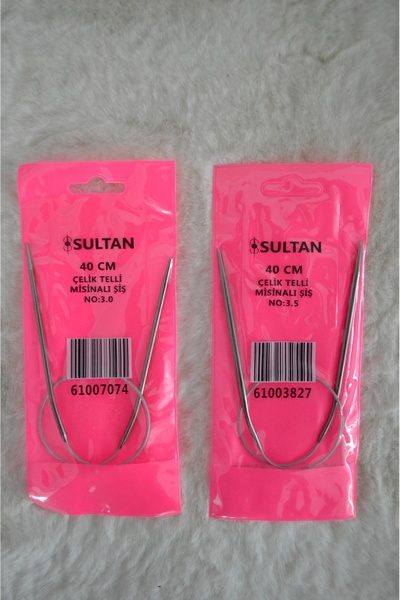 SULTAN
40 CM
ÇELİK TELLİ
MİSİNALI ŞİŞ
NO:3.0
61007074
SULTAN
40 CM
ÇELİK TELLİ
MİSİNALI ŞİŞ
NO:3.5
61003827